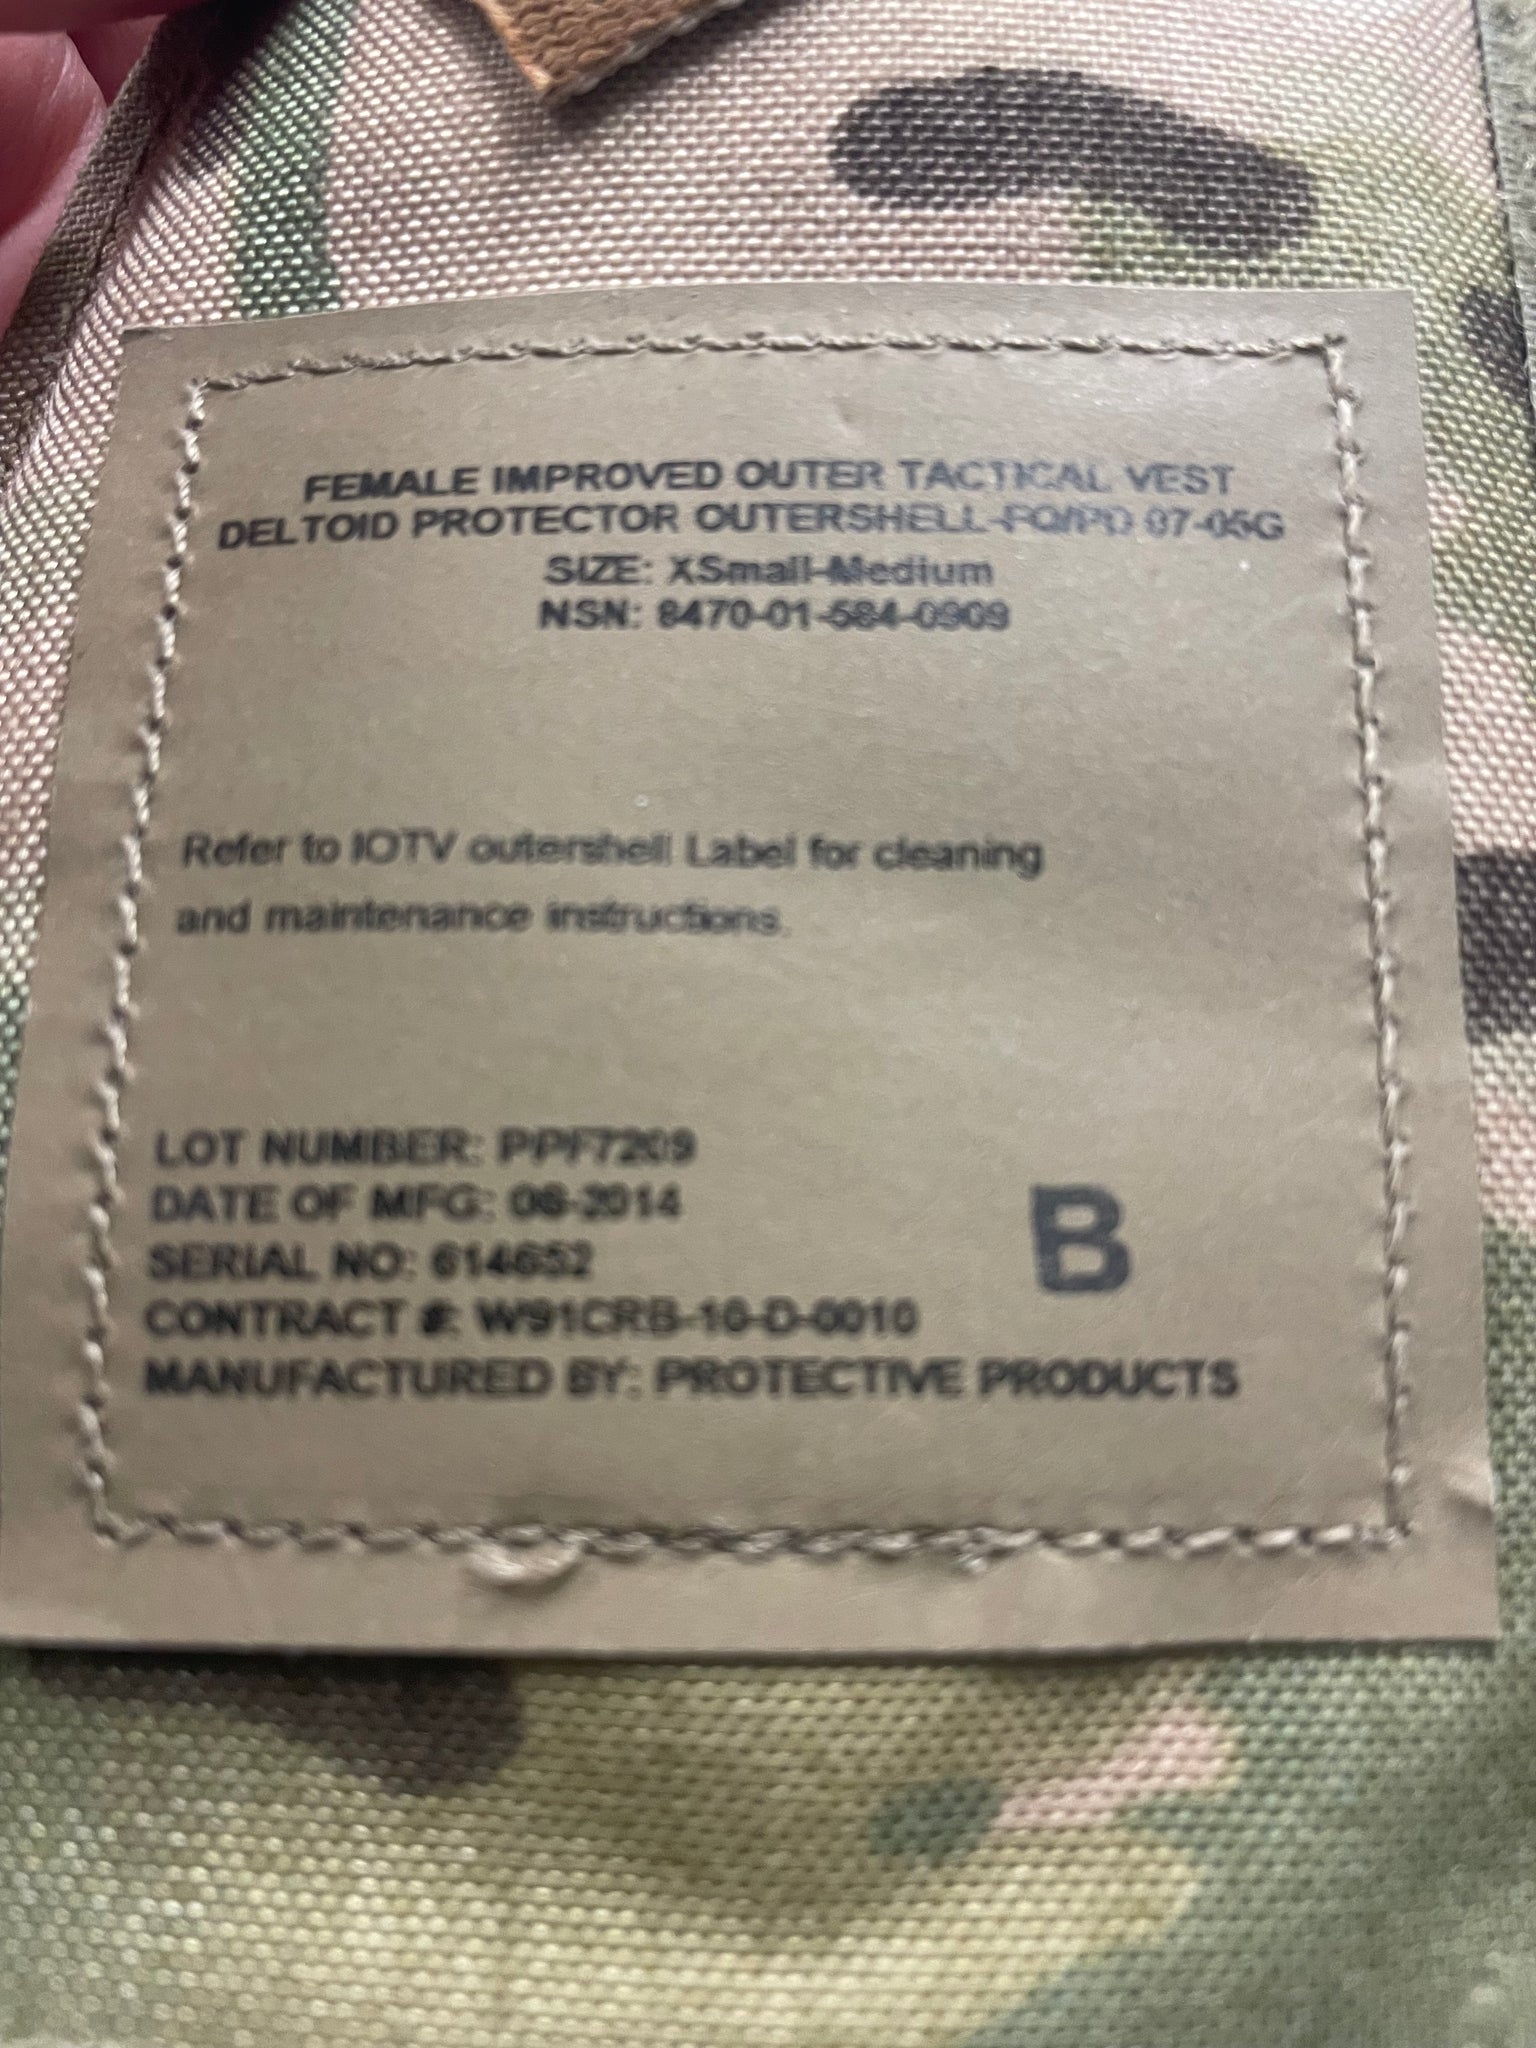 FEMALE IMPROVED OUTER TACTICAL VEST
DELTOID PROTECTOR OUTERSHELL-FQ/PD 07-05G
SIZE: XSmall-Medium
NSN: 8470-01-584-0909
Refer to IOTV outershell Label for cleaning
and maintenance instructions.
LOT NUMBER: PPF7209
DATE OF MFG: 08-2014
SERIAL NO: 614652
CONTRACT #: W91CRB-10-D-0010
MANUFACTURED BY: PROTECTIVE PRODUCTS
B